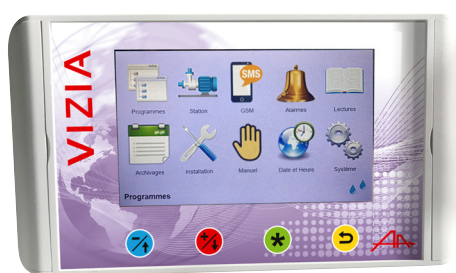 VIZIA
SMS
Programmes Station GSM Alarmes Lectures
Archivages Installation Manuel Date et Heure Système
Programmes